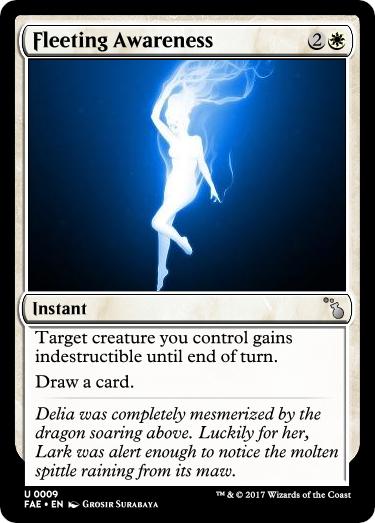 Fleeting Awareness 2
Instant
Target creature you control gains
indestructible until end of turn.
Draw a card.
Delia was completely mesmerized by the
dragon soaring above. Luckily for her,
Lark was alert enough to notice the molten
spittle raining from its maw.
U 0009
FAE • EN Grosir Surabaya
™ & © 2017 Wizards of the Coast